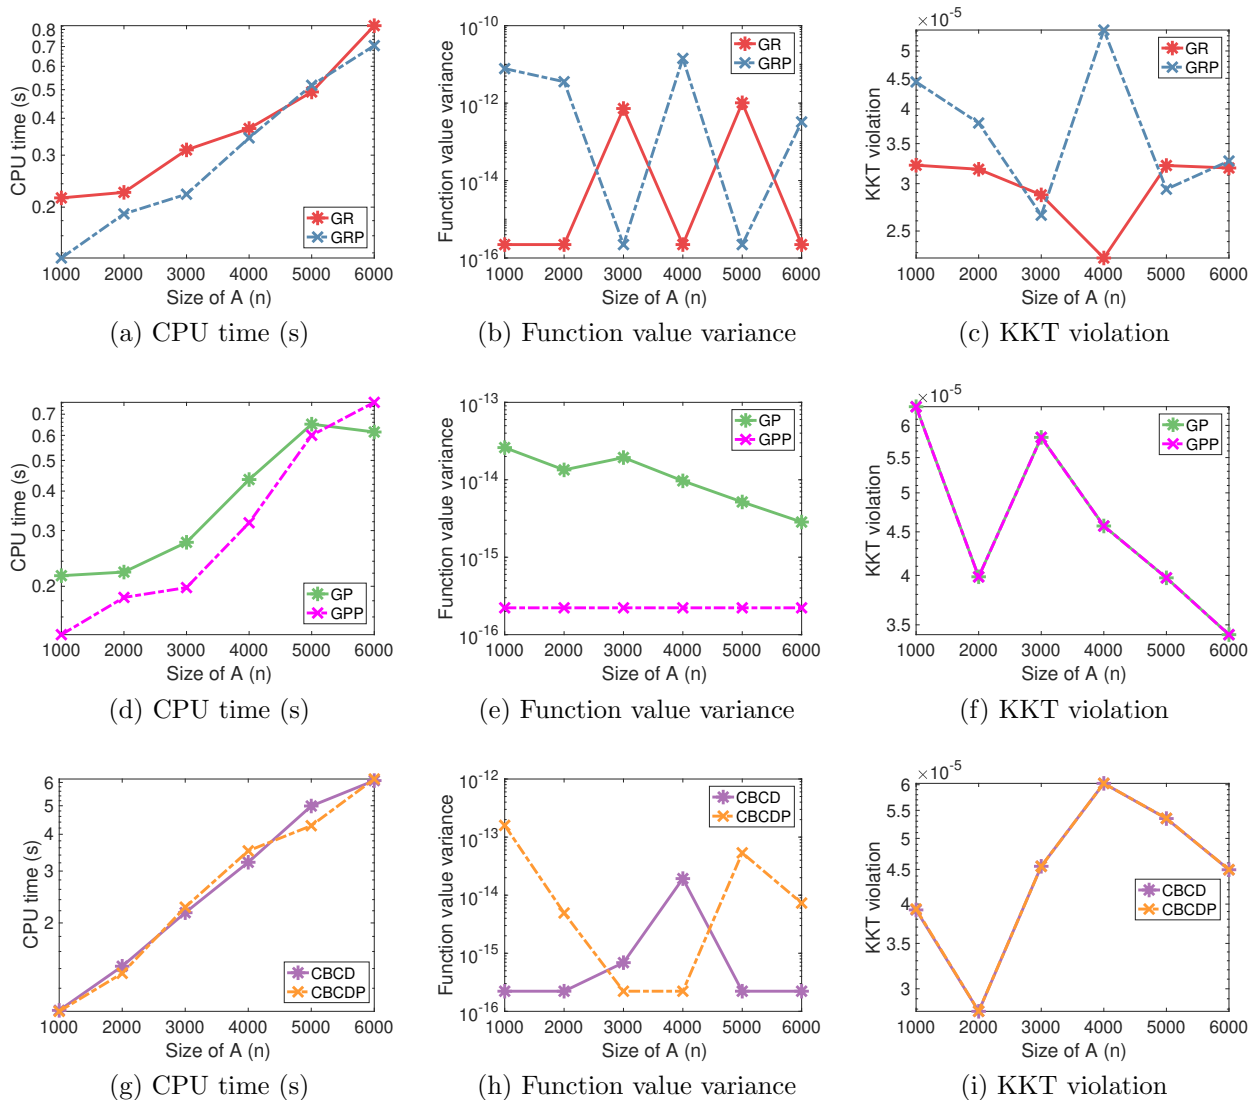 CPU time (s)
0.8
0.7
0.6
0.5
0.4
0.3
0.2
GR
GRP
1000 2000 3000 4000 5000 6000
Size of A (n)
(a) CPU time (s)
Function value variance
10-10
10-12
10-14
10-16
GR
GRP
1000 2000 3000 4000 5000 6000
Size of A (n)
(b) Function value variance
×10-5
KKT violation
5
4.5
4
3.5
3
2.5
GR
GRP
1000 2000 3000 4000 5000 6000
Size of A (n)
(c) KKT violation
CPU time (s)
0.7
0.6
0.5
0.4
0.3
0.2
GP
GPP
1000 2000 3000 4000 5000 6000
Size of A (n)
(d) CPU time (s)
Function value variance
10-13
10-14
10-15
10-16
GP
GPP
1000 2000 3000 4000 5000 6000
Size of A (n)
(e) Function value variance
×10-5
KKT violation
6
5.5
5
4.5
4
3.5
GP
GPP
1000 2000 3000 4000 5000 6000
Size of A (n)
(f) KKT violation
CPU time (s)
6
5
4
3
2
CBCD
CBCDP
1000 2000 3000 4000 5000 6000
Size of A (n)
(g) CPU time (s)
Function value variance
10-12
10-13
10-14
10-15
10-16
CBCD
CBCDP
1000 2000 3000 4000 5000 6000
Size of A (n)
(h) Function value variance
×10-5
KKT violation
6
5.5
5
4.5
4
3.5
3
CBCD
CBCDP
1000 2000 3000 4000 5000 6000
Size of A (n)
(i) KKT violation